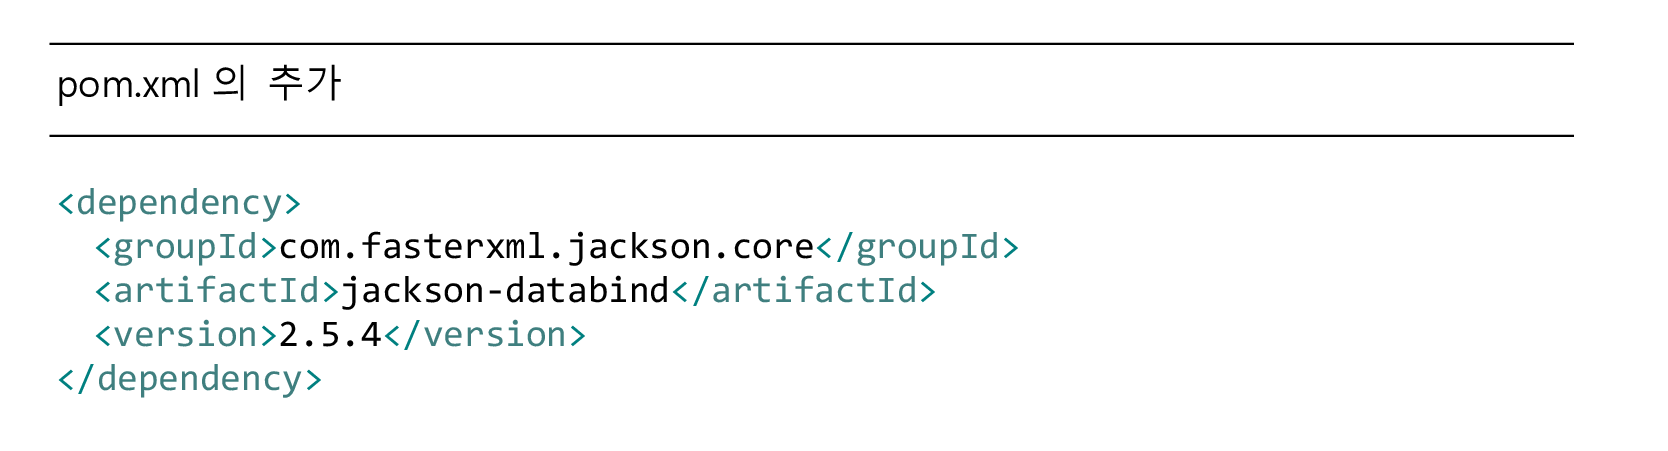 pom.xml 의 추가
<dependency>
  <groupId>com.fasterxml.jackson.core</groupId>
  <artifactId>jackson-databind</artifactId>
  <version>2.5.4</version>
</dependency>